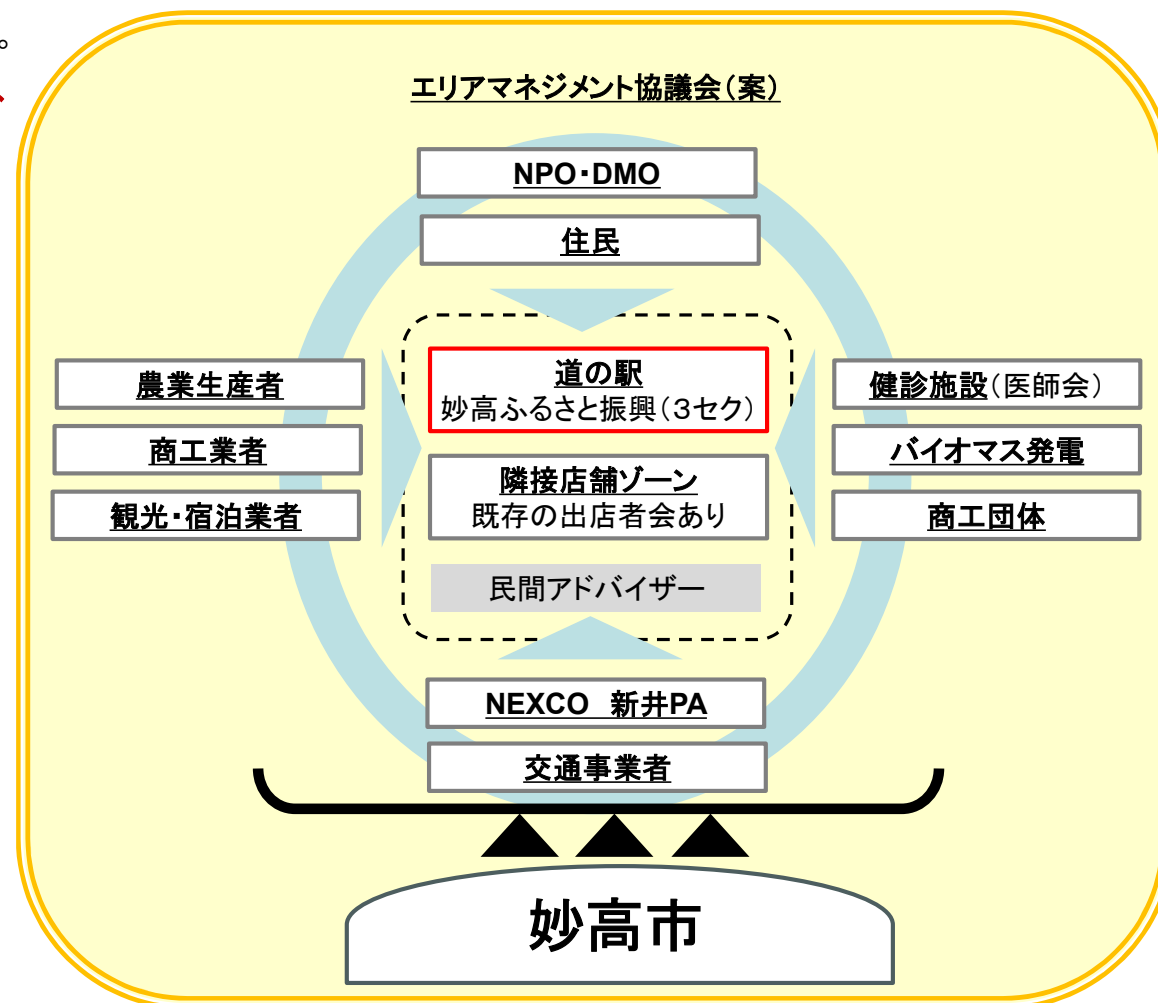 。
エリアマネジメント協議会(案)
NPO・DMO
住民
農業生産者
商工業者
観光・宿泊業者
道の駅
妙高ふるさと振興(3セク)
隣接店舗ゾーン
既存の出店者会あり
民間アドバイザー
健診施設(医師会)
バイオマス発電
商工団体
NEXCO 新井PA
交通事業者
妙高市